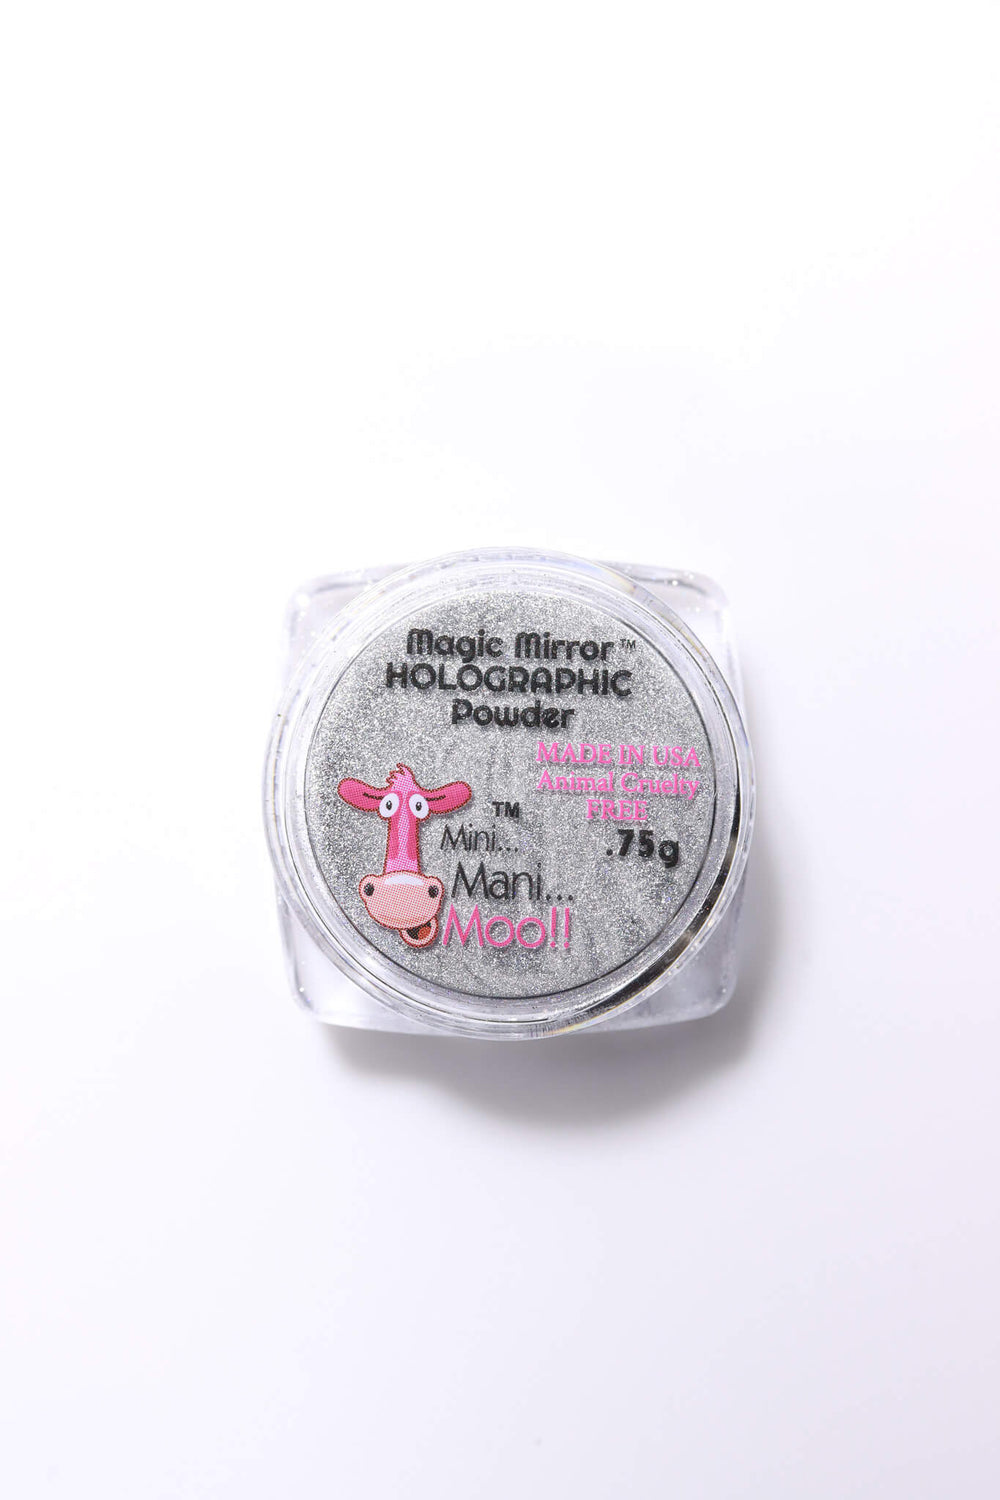 Magic Mirror™
HOLOGRAPHIC
Powder
MADE IN USA
Animal Cruelty
FREE
.75g
™
Mini...
Mani...
Moo!!